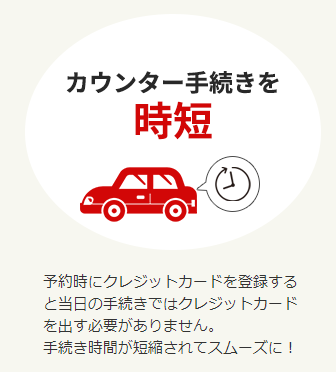 カウンター手続きを
時短
予約時にクレジットカードを登録する
と当日の手続きではクレジットカード
を出す必要がありません。
手続き時間が短縮されてスムーズに！